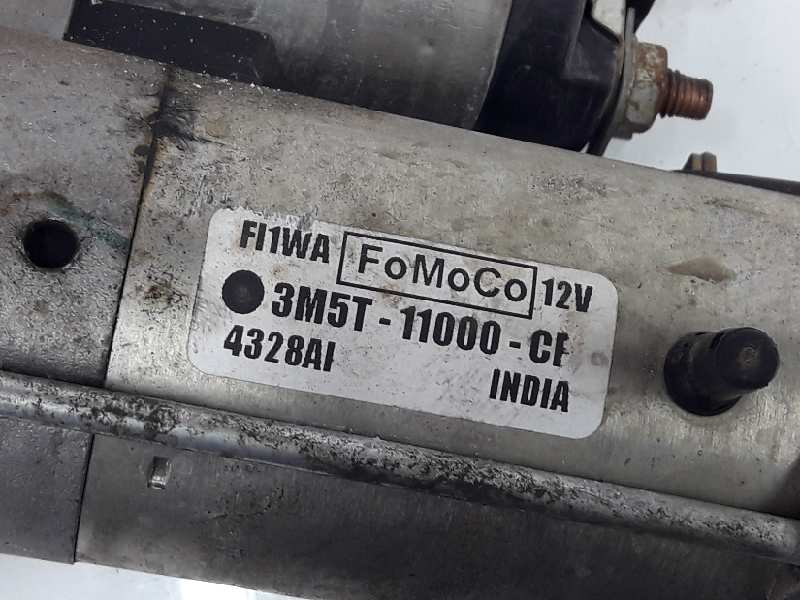 FI1WA FoMoCo 12V
3M5T - 11000 - CF
4328AI
INDIA